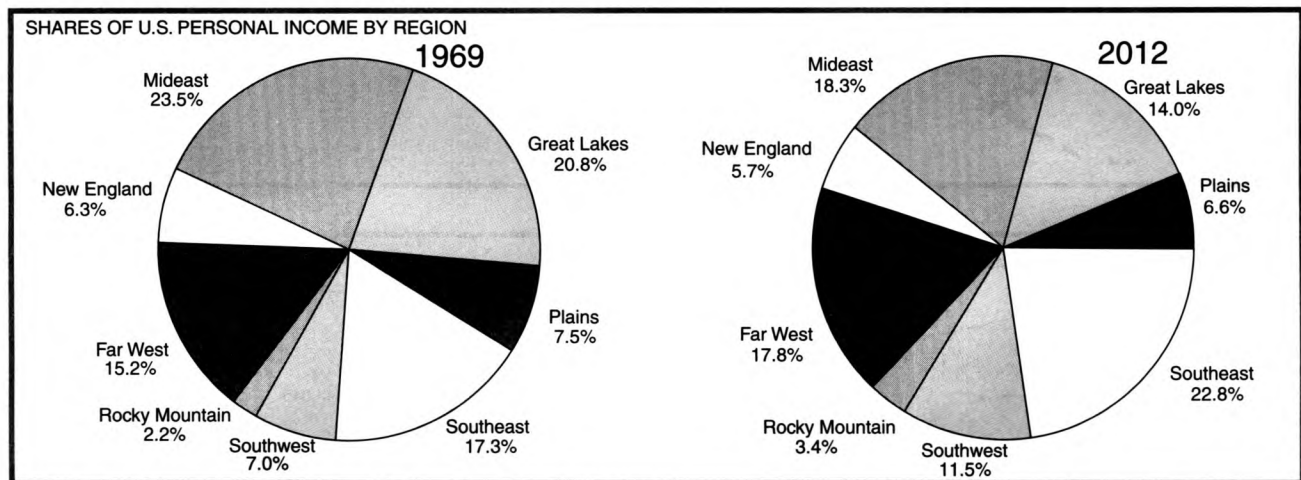 SHARES OF U.S. PERSONAL INCOME BY REGION
1969
Mideast
23.5%
Great Lakes
20.8%
New England
6.3%
Plains
7.5%
Far West
15.2%
Rocky Mountain
2.2%
Southwest
7.0%
Southeast
17.3%
2012
Mideast
18.3%
Great Lakes
14.0%
New England
5.7%
Plains
6.6%
Far West
17.8%
Southeast
22.8%
Rocky Mountain
3.4%
Southwest
11.5%